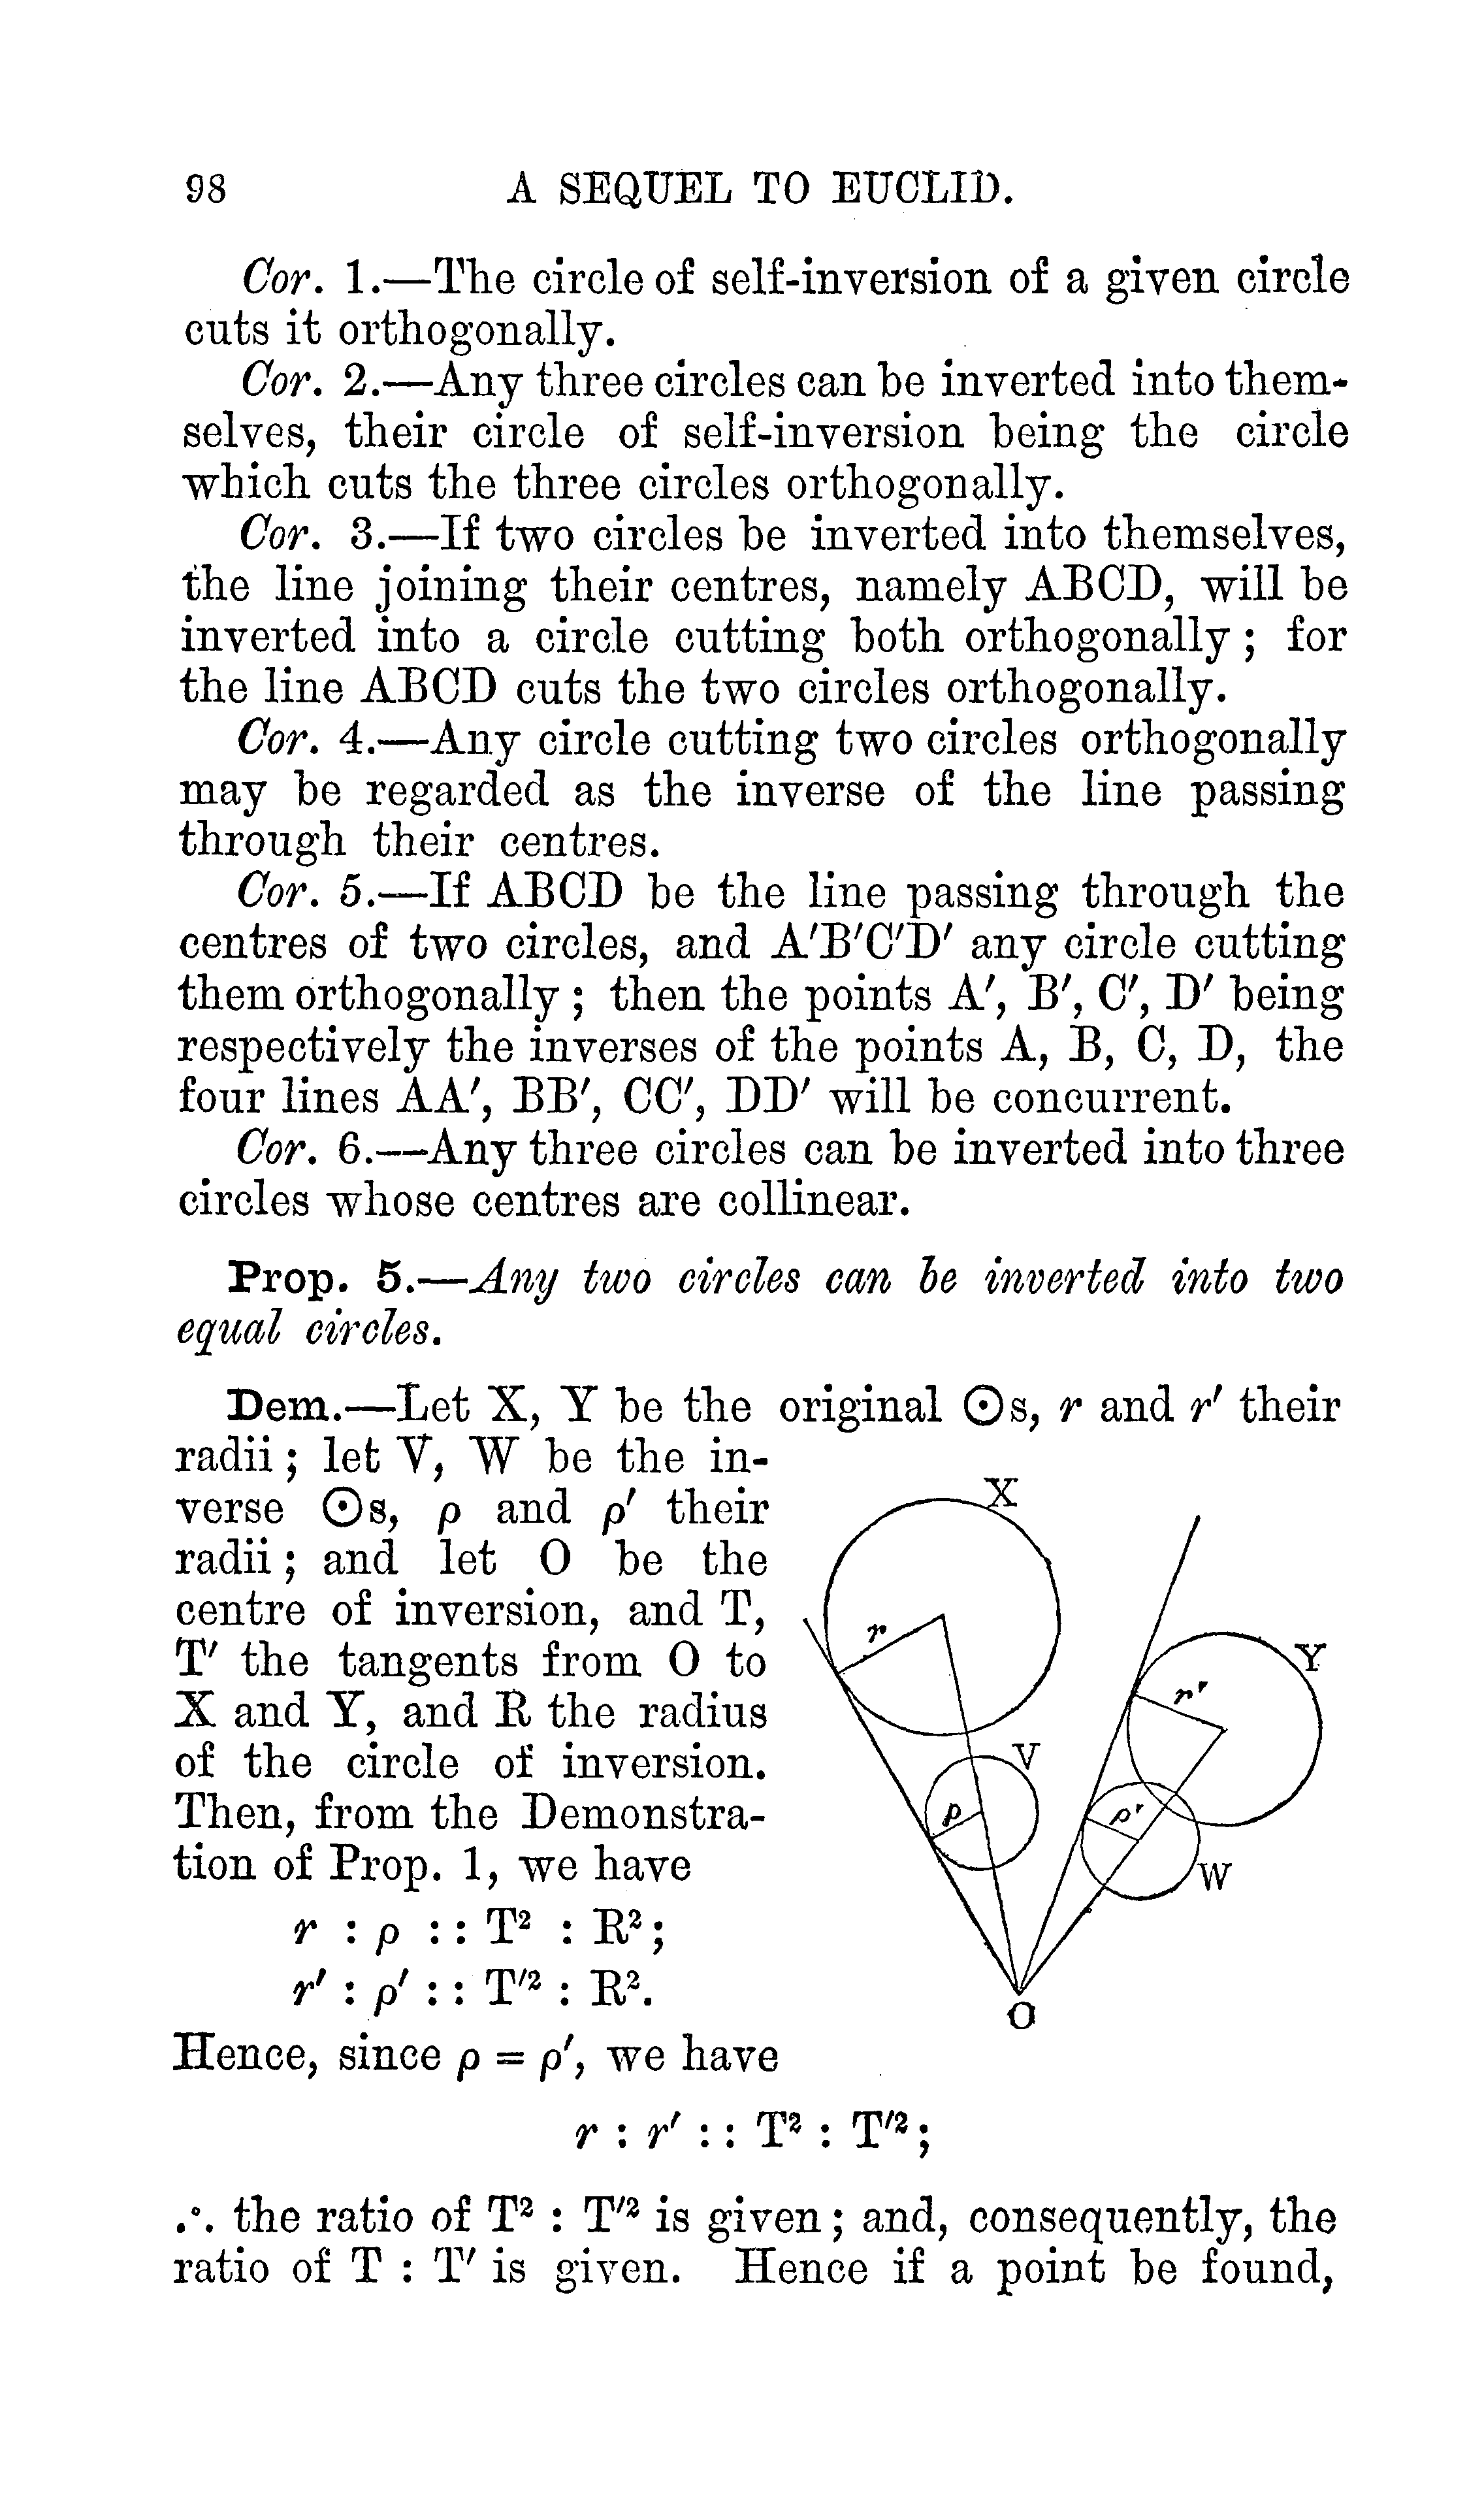 98 A SEQUEL TO EUCLID.
Cor. 1.—The circle of self-inversion of a given circle
cuts it orthogonally.
Cor. 2.—Any three circles can be inverted into them-
selves, their circle of self-inversion being the circle
which cuts the three circles orthogonally.
Cor. 3.—If two circles be inverted into themselves,
the line joining their centres, namely ABCD, will be
inverted into a circle cutting both orthogonally; for
the line ABCD cuts the two circles orthogonally.
Cor. 4.—Any circle cutting two circles orthogonally
may be regarded as the inverse of the line passing
through their centres.
Cor. 5.—If ABCD be the line passing through the
centres of two circles, and A′B′C′D′ any circle cutting
them orthogonally; then the points A′, B′, C′, D′ being
respectively the inverses of the points A, B, C, D, the
four lines AA′, BB′, CC′, DD′ will be concurrent.
Cor. 6.—Any three circles can be inverted into three
circles whose centres are collinear.
Prop. 5.—Any two circles can be inverted into two
equal circles.
Dem.—Let X, Y be the original ⊙s, r and r′ their
radii; let V, W be the in-
verse ⊙s, ρ and ρ′ their
radii; and let O be the
centre of inversion, and T,
T′ the tangents from O to
X and Y, and R the radius
of the circle of inversion.
Then, from the Demonstra-
tion of Prop. 1, we have
r : ρ :: T² : R²;
r′ : ρ′ :: T′² : R².
Hence, since ρ = ρ′, we have
X
r
Y
r′
V
ρ
ρ′
W
O
r : r′ :: T² : T′²;
∴ the ratio of T² : T′² is given; and, consequently, the
ratio of T : T′ is given. Hence if a point be found,